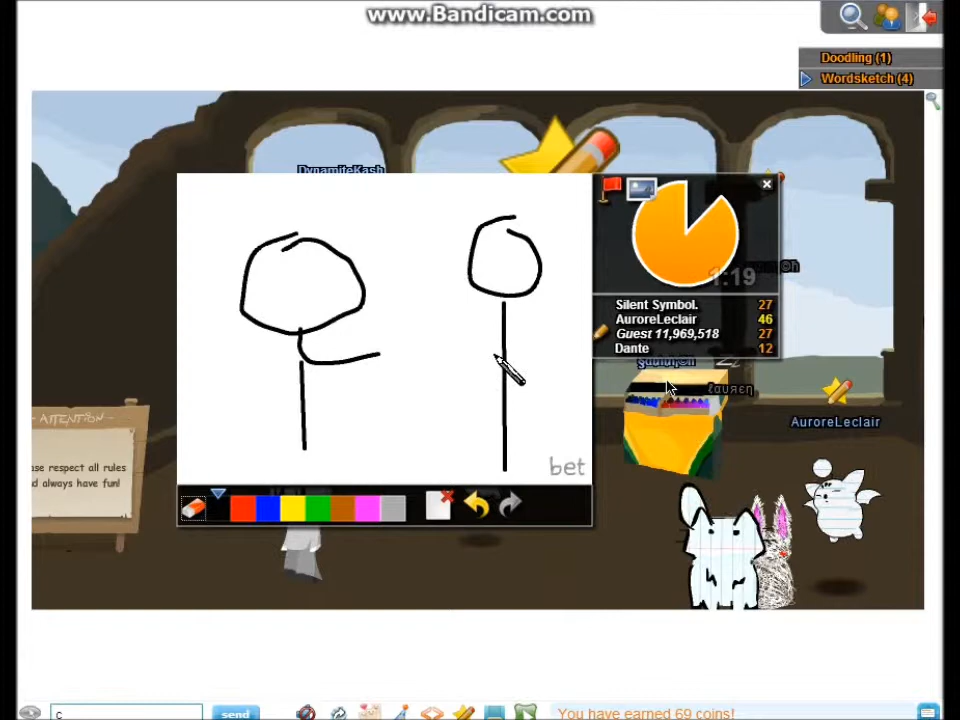 www.Bandicam.com
Doodling (1)
Wordsketch (4)
DynamiteKash
1:19
Silent Symbol. 27
AuroreLeclair 46
Guest 11,969,518 27
Dante 12
AuroreLeclair
ATTENTION
ase respect all rules
nd always have fun!
bet
c
send
You have earned 69 coins!